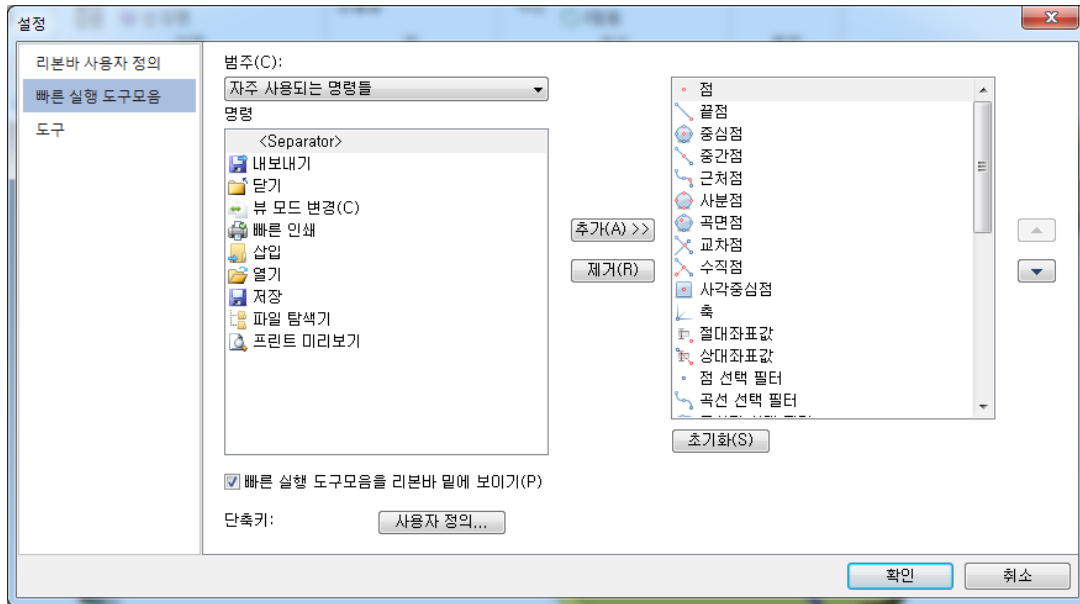 설정
리본바 사용자 정의
빠른 실행 도구모음
도구
범주(C):
자주 사용되는 명령들
명령
<Separator>
내보내기
닫기
뷰 모드 변경(C)
빠른 인쇄
삽입
열기
저장
파일 탐색기
프린트 미리보기
추가(A) >>
제거(R)
점
끝점
중심점
중간점
근처점
사분점
곡면점
교차점
수직점
사각중심점
축
절대좌표값
상대좌표값
점 선택 필터
곡선 선택 필터
초기화(S)
빠른 실행 도구모음을 리본바 밑에 보이기(P)
단축키:
사용자 정의...
확인
취소